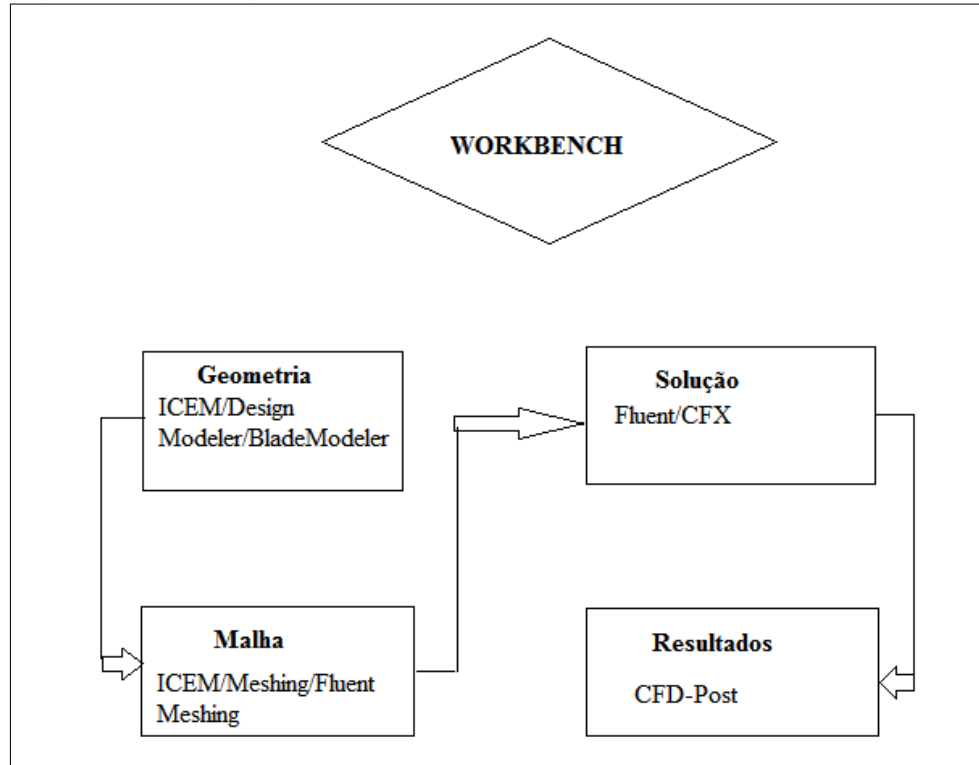 WORKBENCH
Geometria
ICEM/Design
Modeler/BladeModeler
Malha
ICEM/Meshing/Fluent
Meshing
Solução
Fluent/CFX
Resultados
CFD-Post